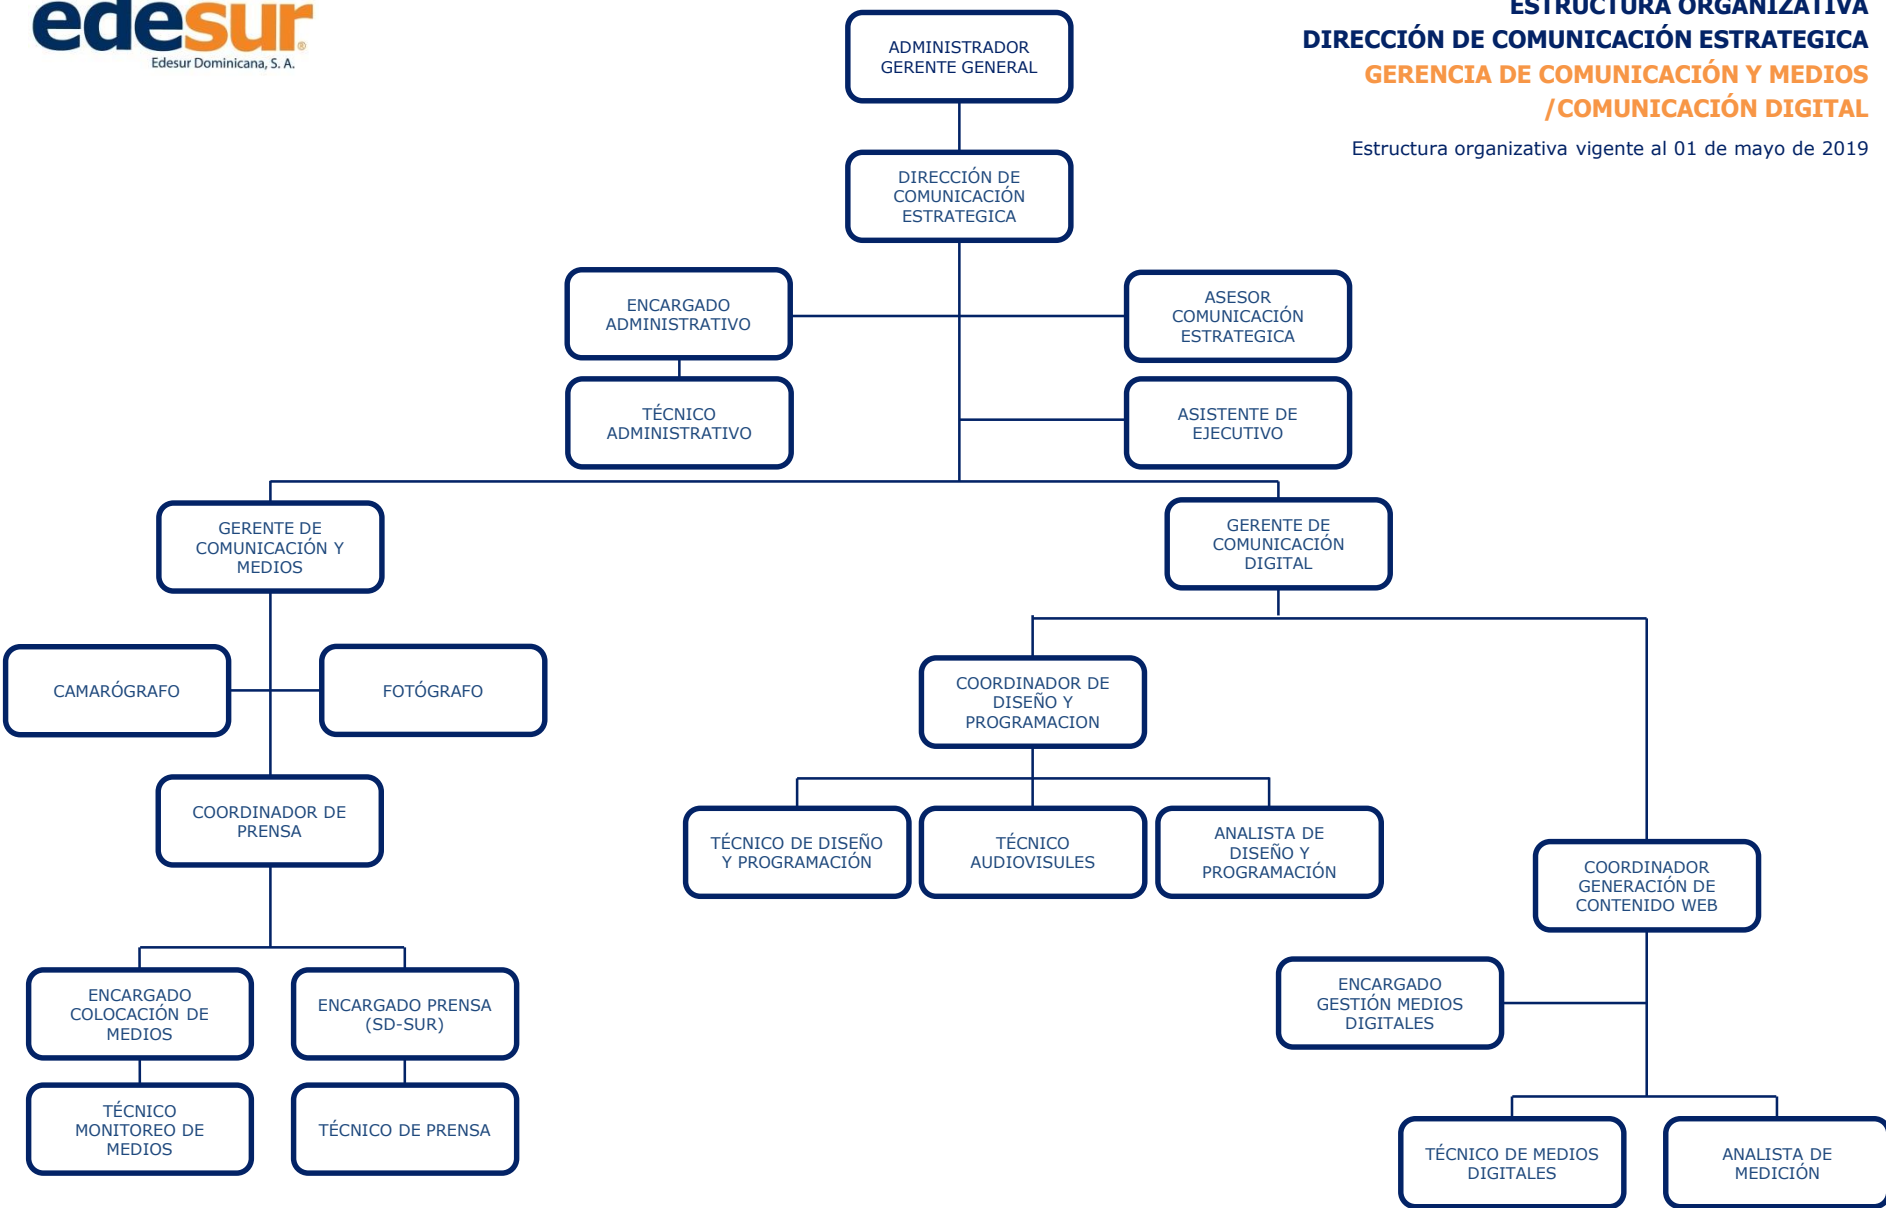 edesur
Edesur Dominicana, S. A.
ESTRUCTURA ORGANIZATIVA
DIRECCIÓN DE COMUNICACIÓN ESTRATEGICA
GERENCIA DE COMUNICACIÓN Y MEDIOS
/COMUNICACIÓN DIGITAL
Estructura organizativa vigente al 01 de mayo de 2019
ADMINISTRADOR
GERENTE GENERAL
DIRECCIÓN DE
COMUNICACIÓN
ESTRATEGICA
ENCARGADO
ADMINISTRATIVO
ASESOR
COMUNICACIÓN
ESTRATEGICA
TÉCNICO
ADMINISTRATIVO
ASISTENTE DE
EJECUTIVO
GERENTE DE
COMUNICACIÓN Y
MEDIOS
GERENTE DE
COMUNICACIÓN
DIGITAL
CAMARÓGRAFO
FOTÓGRAFO
COORDINADOR DE
DISEÑO Y
PROGRAMACION
COORDINADOR DE
PRENSA
TÉCNICO DE DISEÑO
Y PROGRAMACIÓN
TÉCNICO
AUDIOVISULES
ANALISTA DE
DISEÑO Y
PROGRAMACIÓN
COORDINADOR
GENERACIÓN DE
CONTENIDO WEB
ENCARGADO
COLOCACIÓN DE
MEDIOS
ENCARGADO PRENSA
(SD-SUR)
ENCARGADO
GESTIÓN MEDIOS
DIGITALES
TÉCNICO
MONITOREO DE
MEDIOS
TÉCNICO DE PRENSA
TÉCNICO DE MEDIOS
DIGITALES
ANALISTA DE
MEDICIÓN